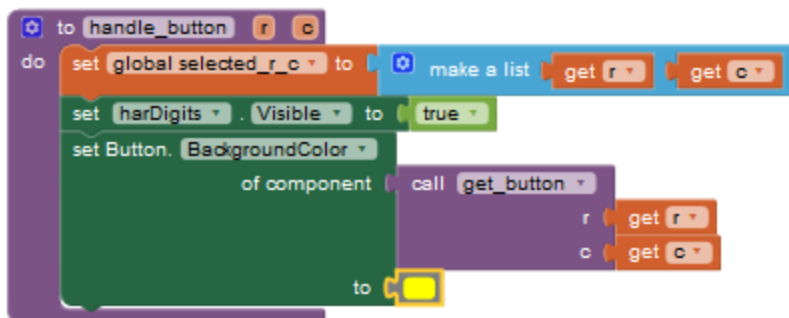 to handle_button r c
do set global selected_r_c to make a list get r get c
set harDigits . Visible to true
set Button. BackgroundColor
of component call get_button
r get r
c get c
to